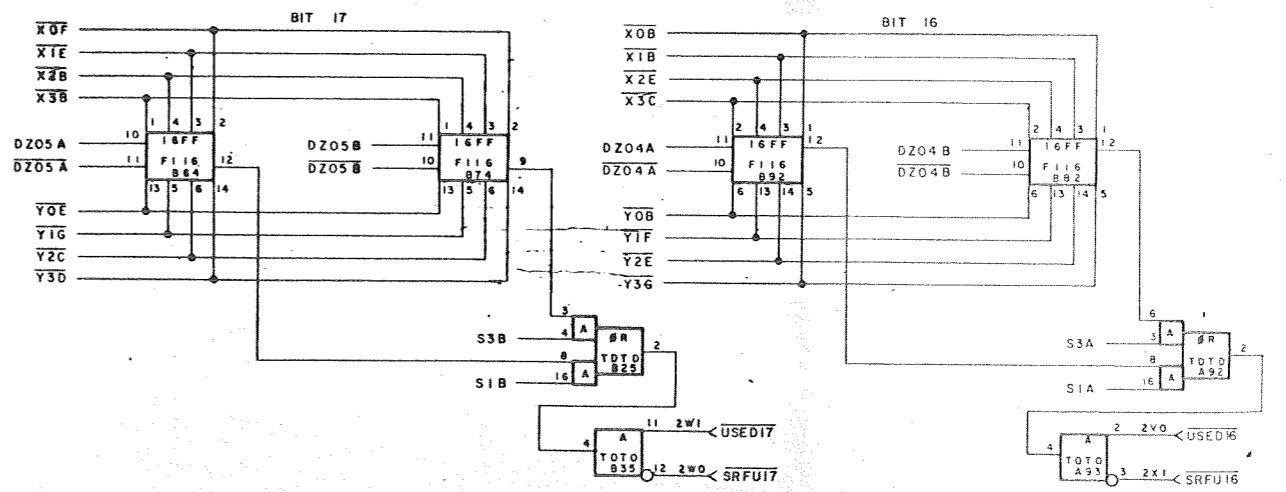 BIT 17
X0F
X1E
X2B
X3B
1 4 3 2
1 4 3 2
10
DZ05A
11
DZ05A
16FF
F116
B64
12
11
DZ05B
10
DZ05B
16FF
F116
B74
9
13 5 6 14
13 5 6 14
Y0E
Y1G
Y2C
Y3D
3
A
S3B
4
ØR
TDTD
B25
2
8
A
S1B
16
4
A
TOTO
B35
11 2W1
USED17
12 2W0
SRFU17
BIT 16
X0B
X1B
X2E
X3C
2 4 3 1
2 4 3 1
11
DZ04A
10
DZ04A
16FF
F116
B92
12
11
DZ04B
10
DZ04B
16FF
F116
B82
12
6 13 14 5
6 13 14 5
Y0B
Y1F
Y2E
Y3G
6
A
S3A
3
ØR
TDTD
A92
2
8
A
S1A
16
4
A
TOTO
A93
2 2V0
USED16
3 2X1
SRFU16